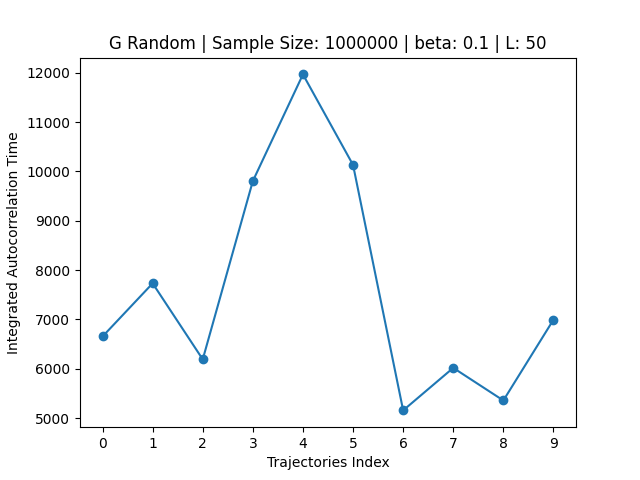 G Random | Sample Size: 1000000 | beta: 0.1 | L: 50
12000
11000
10000
9000
8000
7000
6000
5000
Integrated Autocorrelation Time
0 1 2 3 4 5 6 7 8 9
Trajectories Index